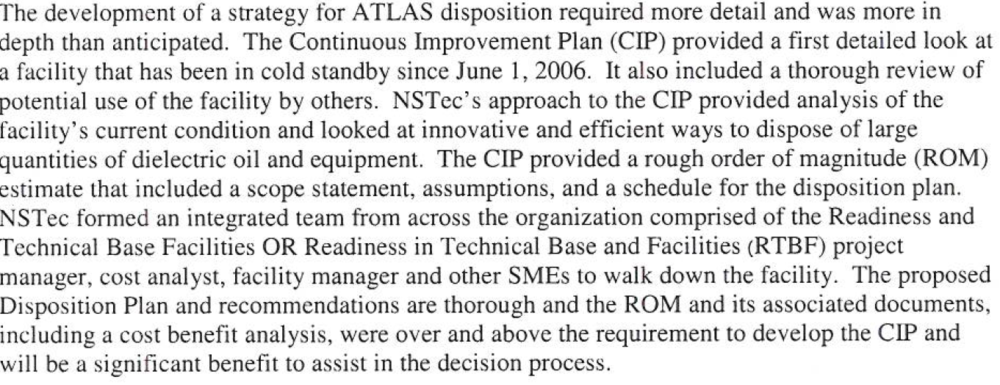 The development of a strategy for ATLAS disposition required more detail and was more in
depth than anticipated.  The Continuous Improvement Plan (CIP) provided a first detailed look at
a facility that has been in cold standby since June 1, 2006.  It also included a thorough review of
potential use of the facility by others.  NSTec's approach to the CIP provided analysis of the
facility's current condition and looked at innovative and efficient ways to dispose of large
quantities of dielectric oil and equipment.  The CIP provided a rough order of magnitude (ROM)
estimate that included a scope statement, assumptions, and a schedule for the disposition plan.
NSTec formed an integrated team from across the organization comprised of the Readiness and
Technical Base Facilities OR Readiness in Technical Base and Facilities (RTBF) project
manager, cost analyst, facility manager and other SMEs to walk down the facility.  The proposed
Disposition Plan and recommendations are thorough and the ROM and its associated documents,
including a cost benefit analysis, were over and above the requirement to develop the CIP and
will be a significant benefit to assist in the decision process.